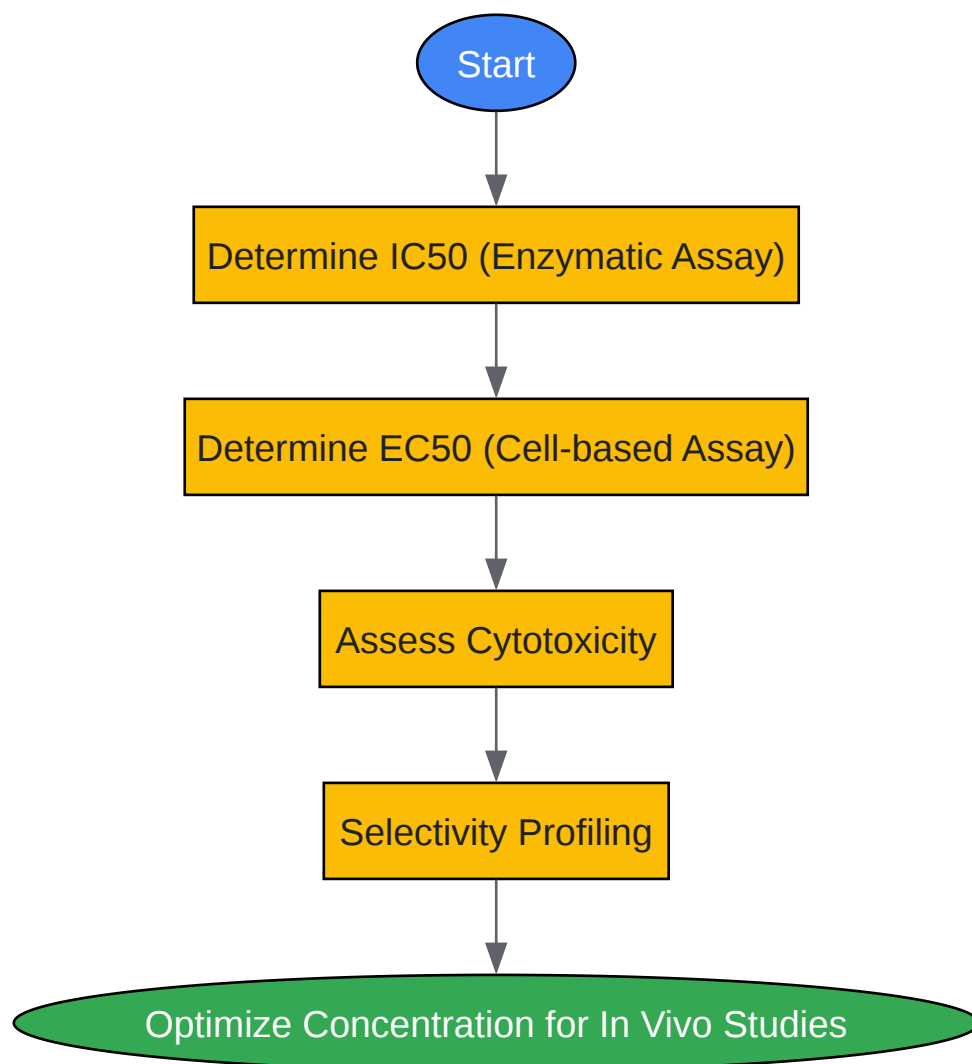 Start
Determine IC50 (Enzymatic Assay)
Determine EC50 (Cell-based Assay)
Assess Cytotoxicity
Selectivity Profiling
Optimize Concentration for In Vivo Studies